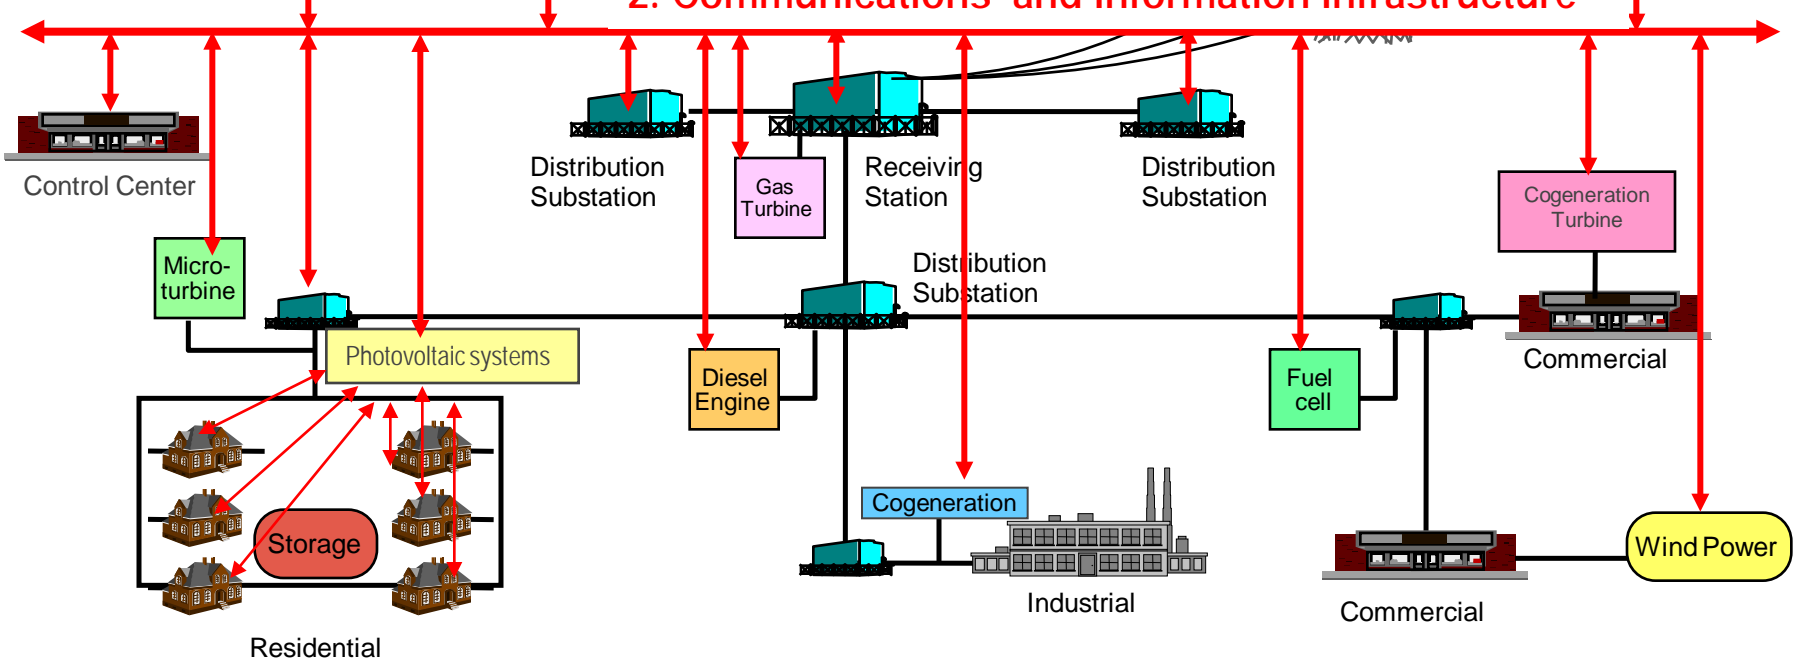 2. Communications and Information Infrastructure
Control Center
Distribution
Substation
Gas
Turbine
Receiving
Station
Distribution
Substation
Cogeneration
Turbine
Micro-
turbine
Distribution
Substation
Photovoltaic systems
Diesel
Engine
Fuel
cell
Commercial
Cogeneration
Storage
Wind Power
Industrial
Commercial
Residential